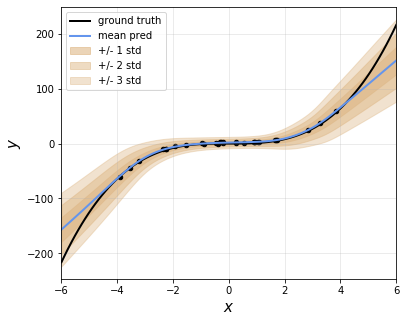 ground truth
mean pred
+/- 1 std
+/- 2 std
+/- 3 std
200
100
0
−100
−200
y
−6 −4 −2 0 2 4 6
x